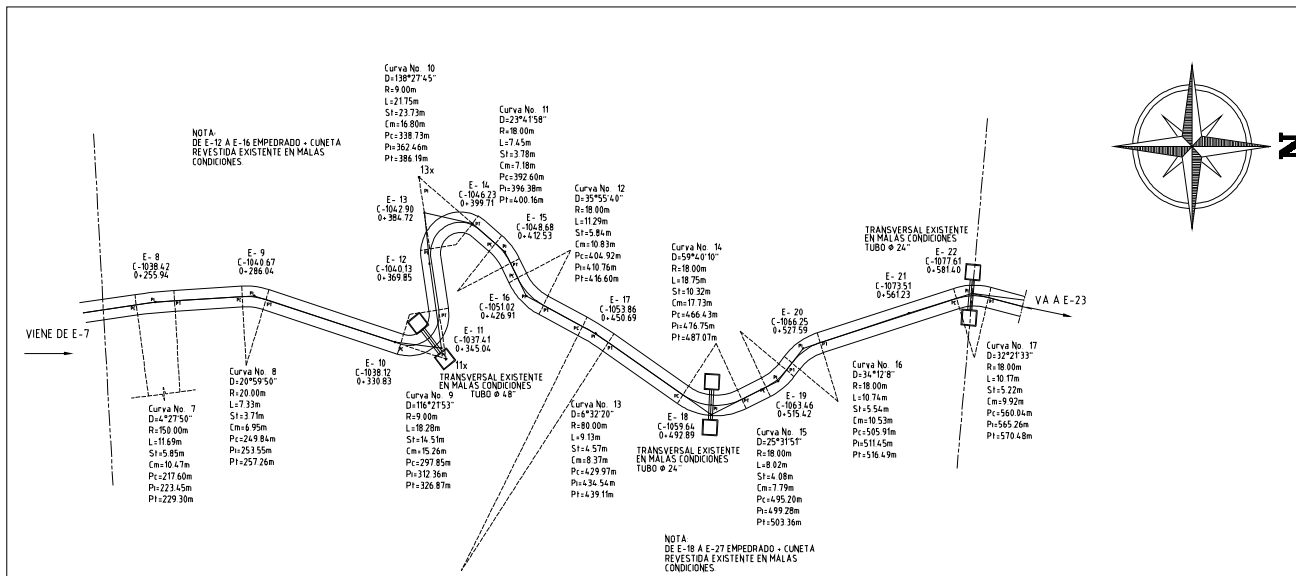 Curva No. 10
D=138°27'45"
R=9.00m
L=21.75m
St=23.73m
Cm=16.80m
Pc=338.73m
Pi=362.46m
Pt=386.19m
13x
Curva No. 11
D=23°41'58"
R=18.00m
L=7.45m
St=3.78m
Cm=7.18m
Pc=392.60m
Pi=396.38m
Pt=400.16m
NOTA:
DE E-12 A E-16 EMPEDRADO + CUNETA
REVESTIDA EXISTENTE EN MALAS
CONDICIONES.
N
Curva No. 12
D=35°55'40"
R=18.00m
L=11.29m
St=5.84m
Cm=10.83m
Pc=404.92m
Pi=410.76m
Pt=416.60m
E- 14
C-1046.23
0+399.71
E- 13
C-1042.90
0+384.72
E- 15
C-1048.68
0+412.53
E- 12
C-1040.13
0+369.85
E- 8
C-1038.42
0+255.94
E- 9
C-1040.67
0+286.04
Curva No. 14
D=59°40'10"
R=18.00m
L=18.75m
St=10.32m
Cm=17.73m
Pc=466.43m
Pi=476.75m
Pt=487.07m
TRANSVERSAL EXISTENTE
EN MALAS CONDICIONES
TUBO Ø 24"
E- 22
C-1077.61
0+581.40
E- 21
C-1073.51
0+561.23
E- 16
C-1051.02
0+426.91
E- 17
C-1053.86
0+450.69
E- 20
C-1066.25
0+527.59
VA A E-23
VIENE DE E-7
E- 11
C-1037.41
0+345.04
E- 10
C-1038.12
0+330.83
11x
TRANSVERSAL EXISTENTE
EN MALAS CONDICIONES
TUBO Ø 48"
Curva No. 7
D=4°27'50"
R=150.00m
L=11.69m
St=5.85m
Cm=10.47m
Pc=217.60m
Pi=223.45m
Pt=229.30m
Curva No. 8
D=20°59'50"
R=20.00m
L=7.33m
St=3.71m
Cm=6.95m
Pc=249.84m
Pi=253.55m
Pt=257.26m
Curva No. 9
D=116°21'53"
R=9.00m
L=18.28m
St=14.51m
Cm=15.26m
Pc=297.85m
Pi=312.36m
Pt=326.87m
Curva No. 13
D=6°32'20"
R=80.00m
L=9.13m
St=4.57m
Cm=8.37m
Pc=429.97m
Pi=434.54m
Pt=439.11m
E- 18
C-1059.64
0+492.89
TRANSVERSAL EXISTENTE
EN MALAS CONDICIONES
TUBO Ø 24"
E- 19
C-1063.46
0+515.42
Curva No. 15
D=25°31'51"
R=18.00m
L=8.02m
St=4.08m
Cm=7.79m
Pc=495.20m
Pi=499.28m
Pt=503.36m
Curva No. 16
D=34°12'8"
R=18.00m
L=10.74m
St=5.54m
Cm=10.53m
Pc=505.91m
Pi=511.45m
Pt=516.49m
Curva No. 17
D=32°21'33"
R=18.00m
L=10.17m
St=5.22m
Cm=9.92m
Pc=560.04m
Pi=565.26m
Pt=570.48m
NOTA:
DE E-18 A E-27 EMPEDRADO + CUNETA
REVESTIDA EXISTENTE EN MALAS
CONDICIONES.